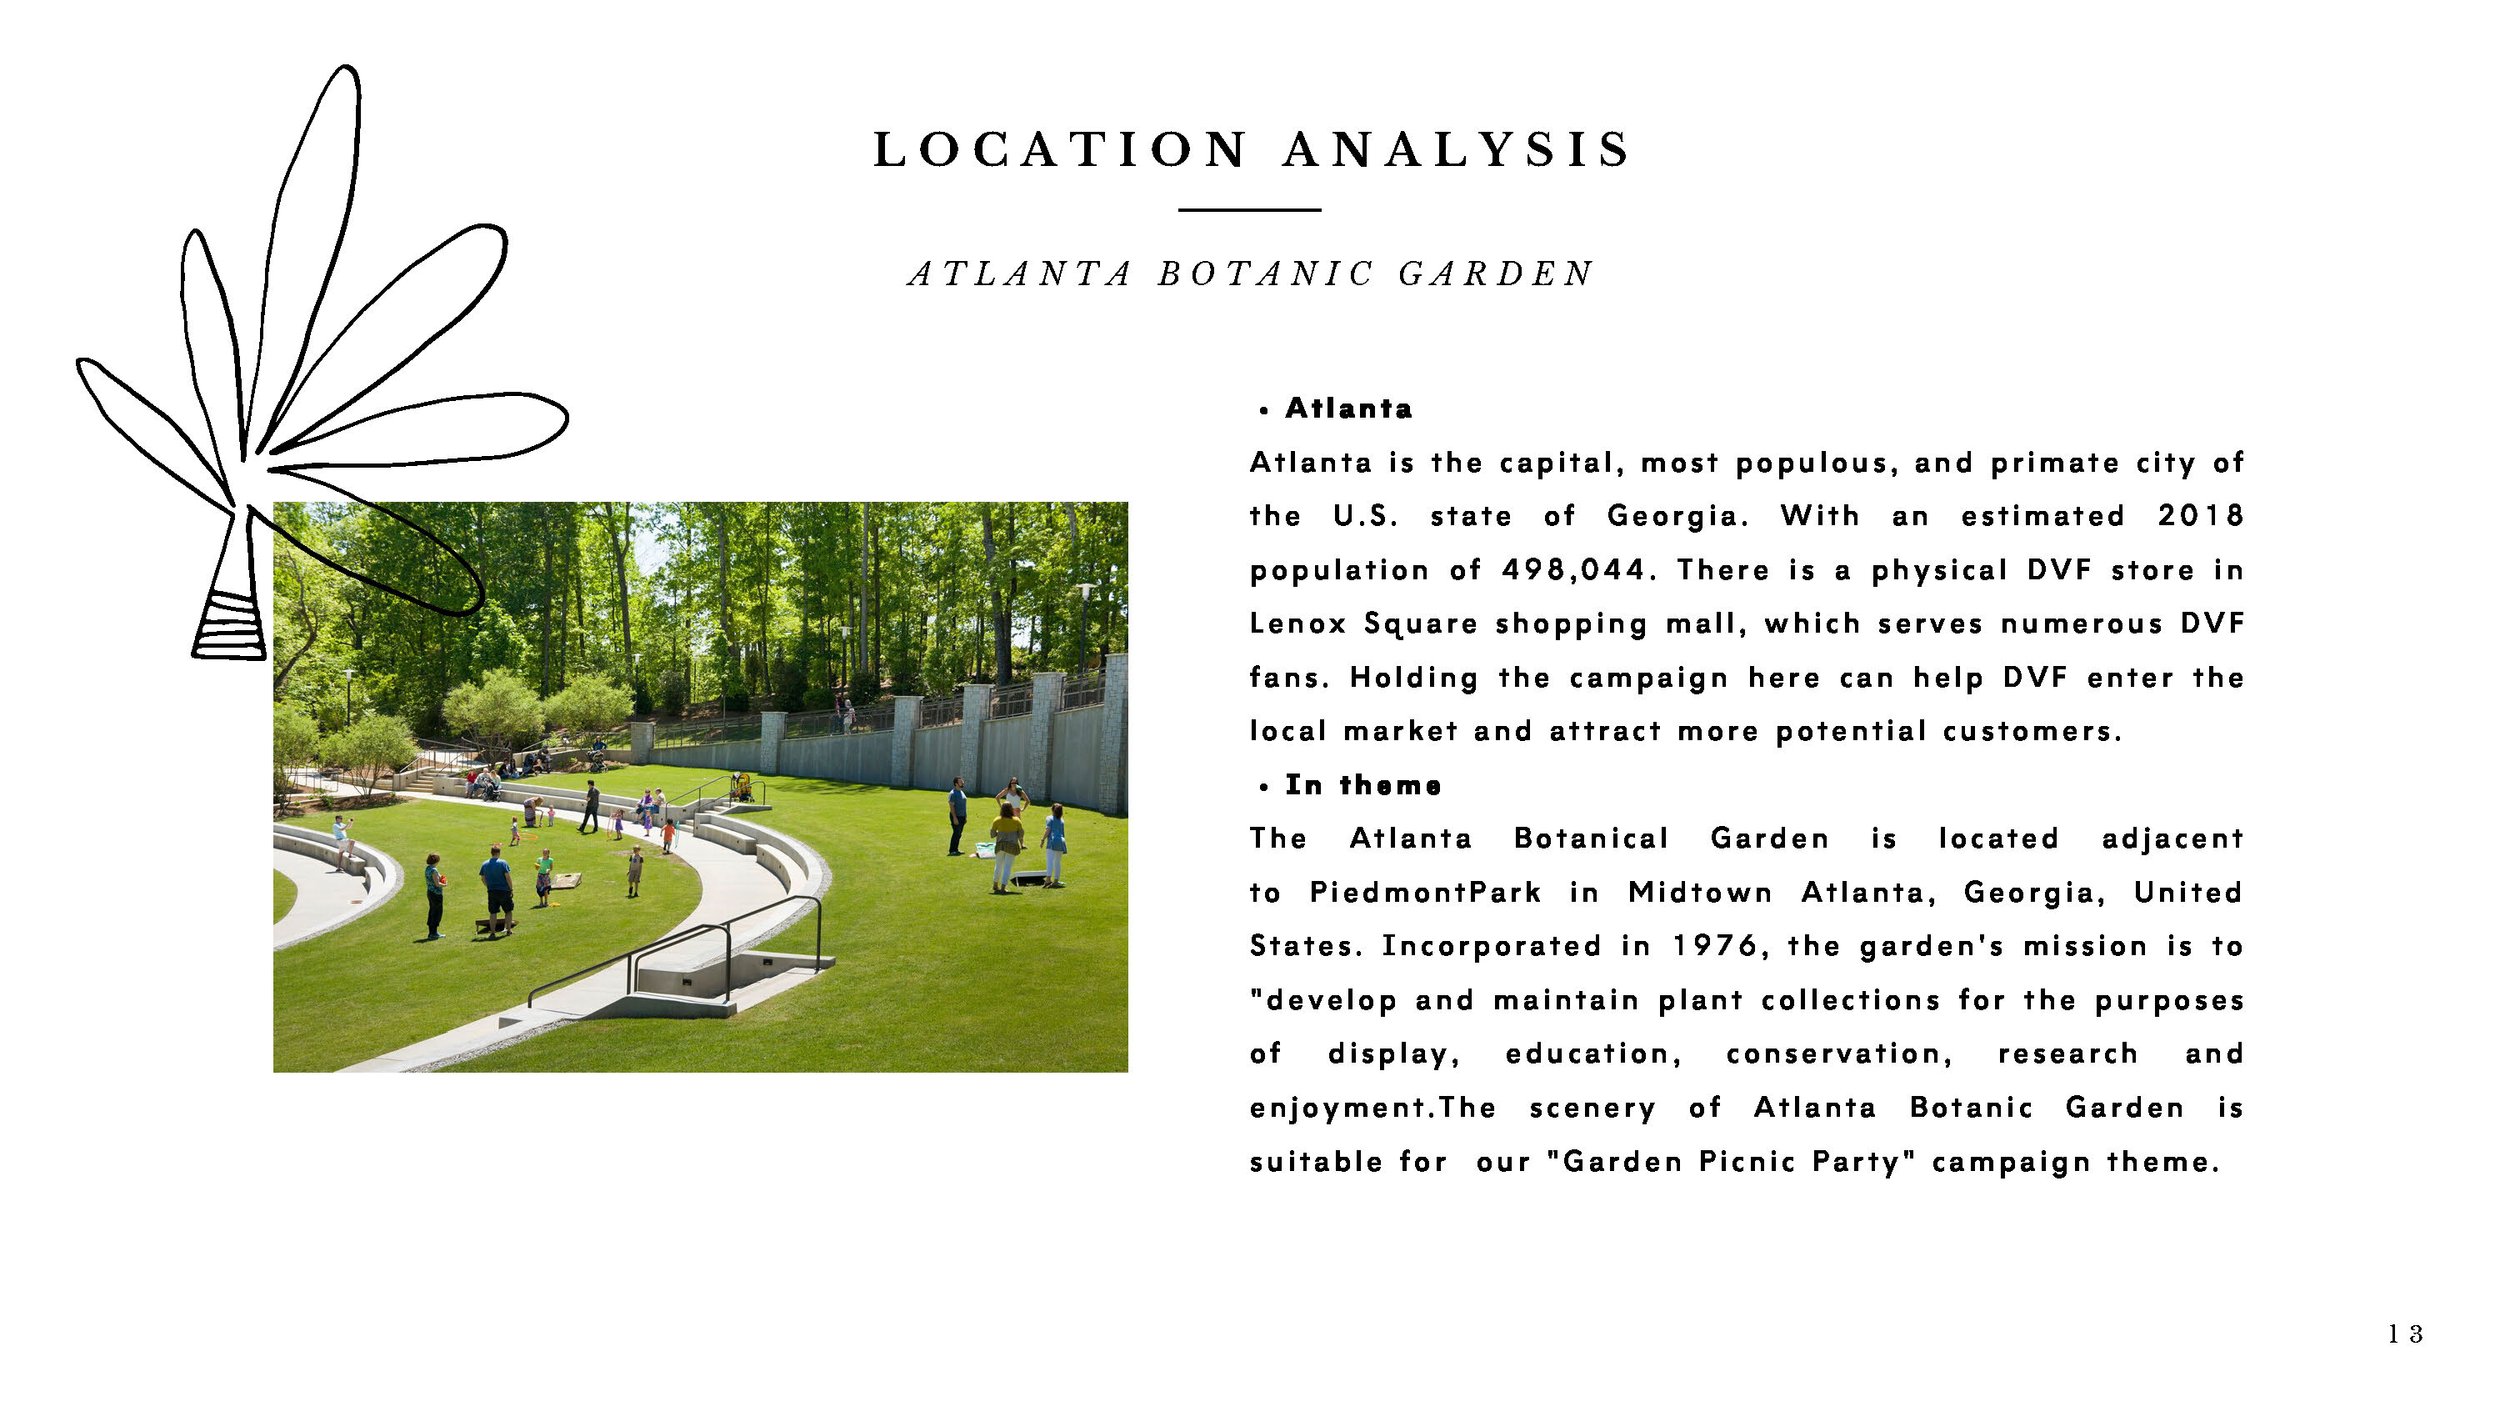 LOCATION ANALYSIS
ATLANTA BOTANIC GARDEN
• Atlanta
Atlanta is the capital, most populous, and primate city of
the U.S. state of Georgia. With an estimated 2018
population of 498,044. There is a physical DVF store in
Lenox Square shopping mall, which serves numerous DVF
fans. Holding the campaign here can help DVF enter the
local market and attract more potential customers.
• In theme
The Atlanta Botanical Garden is located adjacent
to PiedmontPark in Midtown Atlanta, Georgia, United
States. Incorporated in 1976, the garden's mission is to
"develop and maintain plant collections for the purposes
of display, education, conservation, research and
enjoyment.The scenery of Atlanta Botanic Garden is
suitable for our "Garden Picnic Party" campaign theme.
13